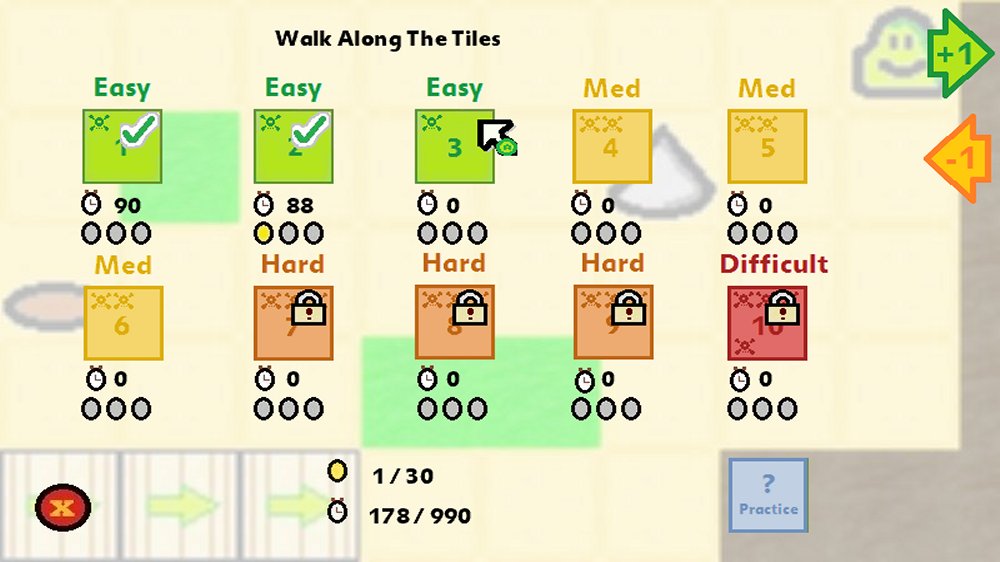 Walk Along The Tiles
+1
Easy Easy Easy Med Med
1 2 3 4 5
-1
90 88 0 0 0
Med Hard Hard Hard Difficult
6 7 8 9 10
0 0 0 0 0
1 / 30
?
X
178 / 990
Practice